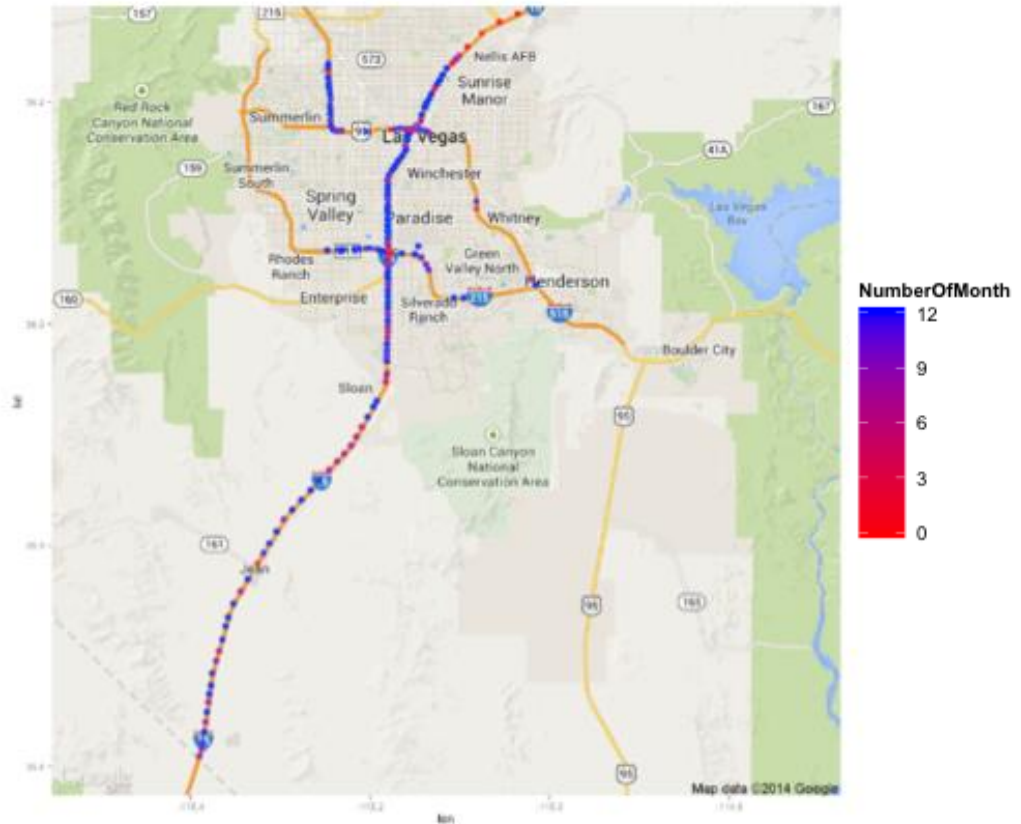 157
215
573
Nellis AFB
Sunrise
Manor
Red Rock
Canyon National
Conservation Area
Summerlin
95
Las Vegas
167
41A
159
Summerlin
South
Winchester
Spring
Valley
Paradise
Whitney
Las Vegas
Bay
Rhodes
Ranch
Green
Valley North
Henderson
160
Enterprise
Silverado
Ranch
215
515
Boulder City
Sloan
95
Sloan Canyon
National
Conservation Area
161
Jean
95
165
95
Map data ©2014 Google
lon
lat
NumberOfMonth
12
9
6
3
0